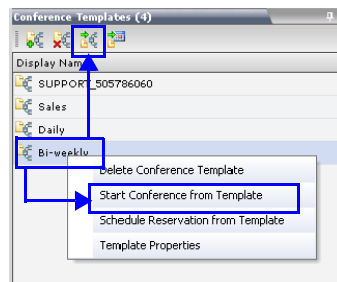 Conference Templates (4)
Display Name
SUPPORT_505786060
Sales
Daily
Bi-weekly
Delete Conference Template
Start Conference from Template
Schedule Reservation from Template
Template Properties